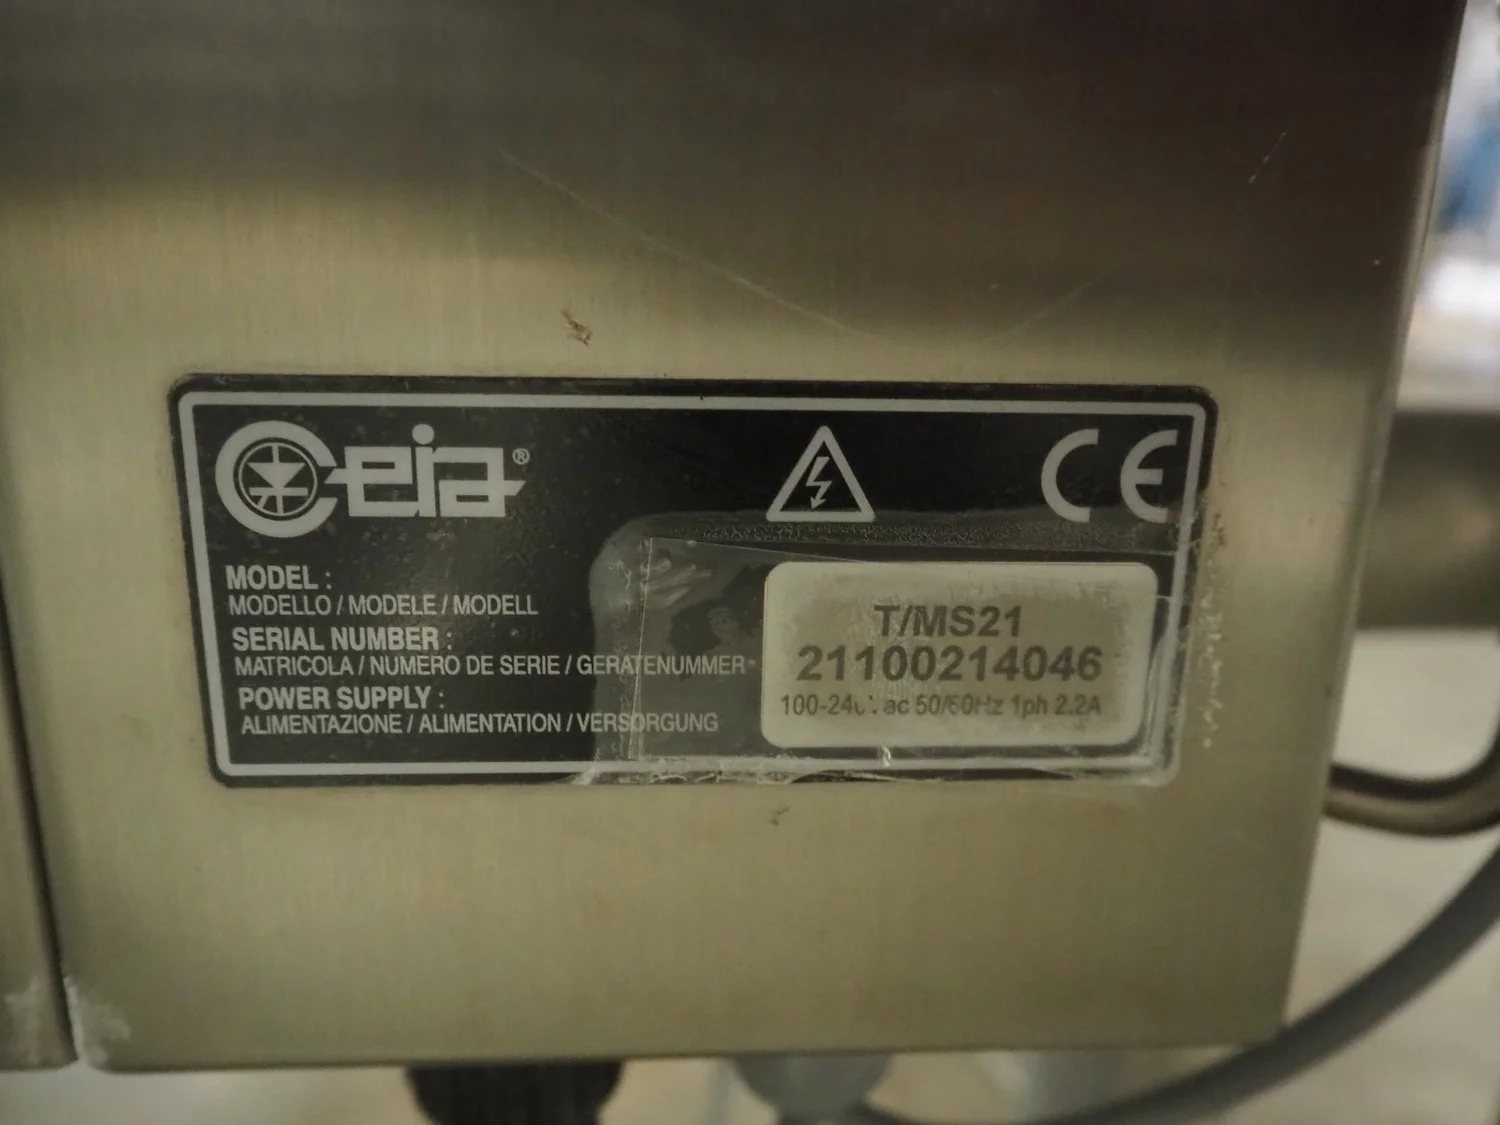 Ceia®
CE
MODEL :
MODELLO / MODELE / MODELL
T/MS21
SERIAL NUMBER :
MATRICOLA / NUMERO DE SERIE / GERATENUMMER
21100214046
POWER SUPPLY :
ALIMENTAZIONE / ALIMENTATION / VERSORGUNG
ac 50/60Hz 1ph 2.2A